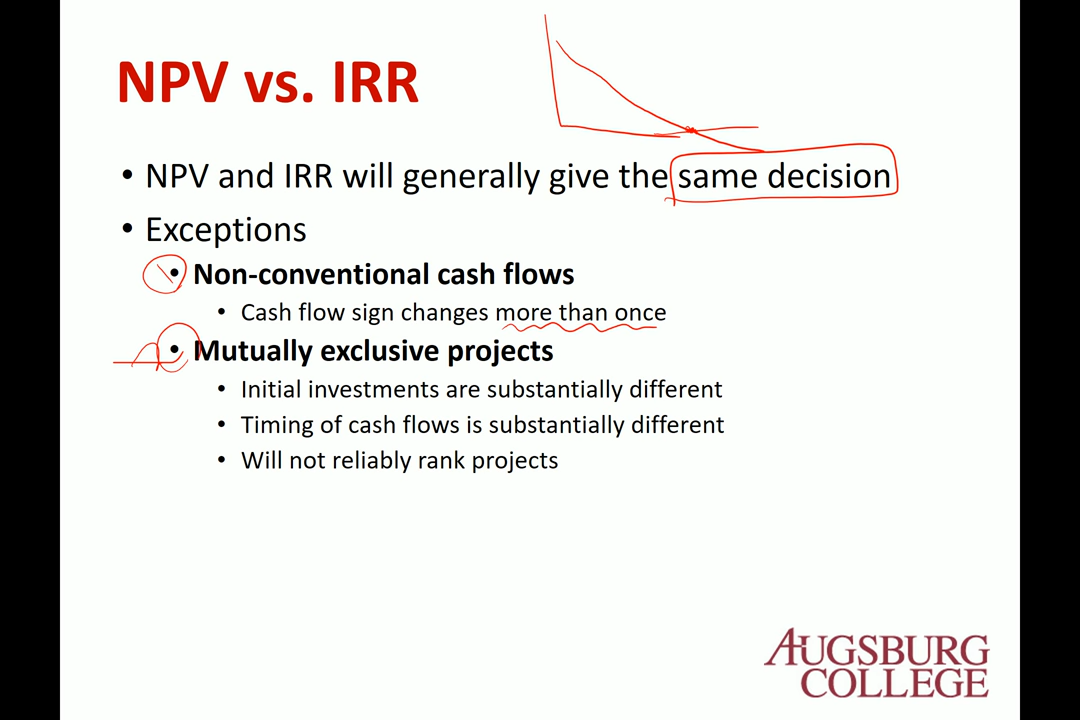 NPV vs. IRR
• NPV and IRR will generally give the same decision
• Exceptions
• Non-conventional cash flows
• Cash flow sign changes more than once
• Mutually exclusive projects
• Initial investments are substantially different
• Timing of cash flows is substantially different
• Will not reliably rank projects
AUGSBURG
COLLEGE